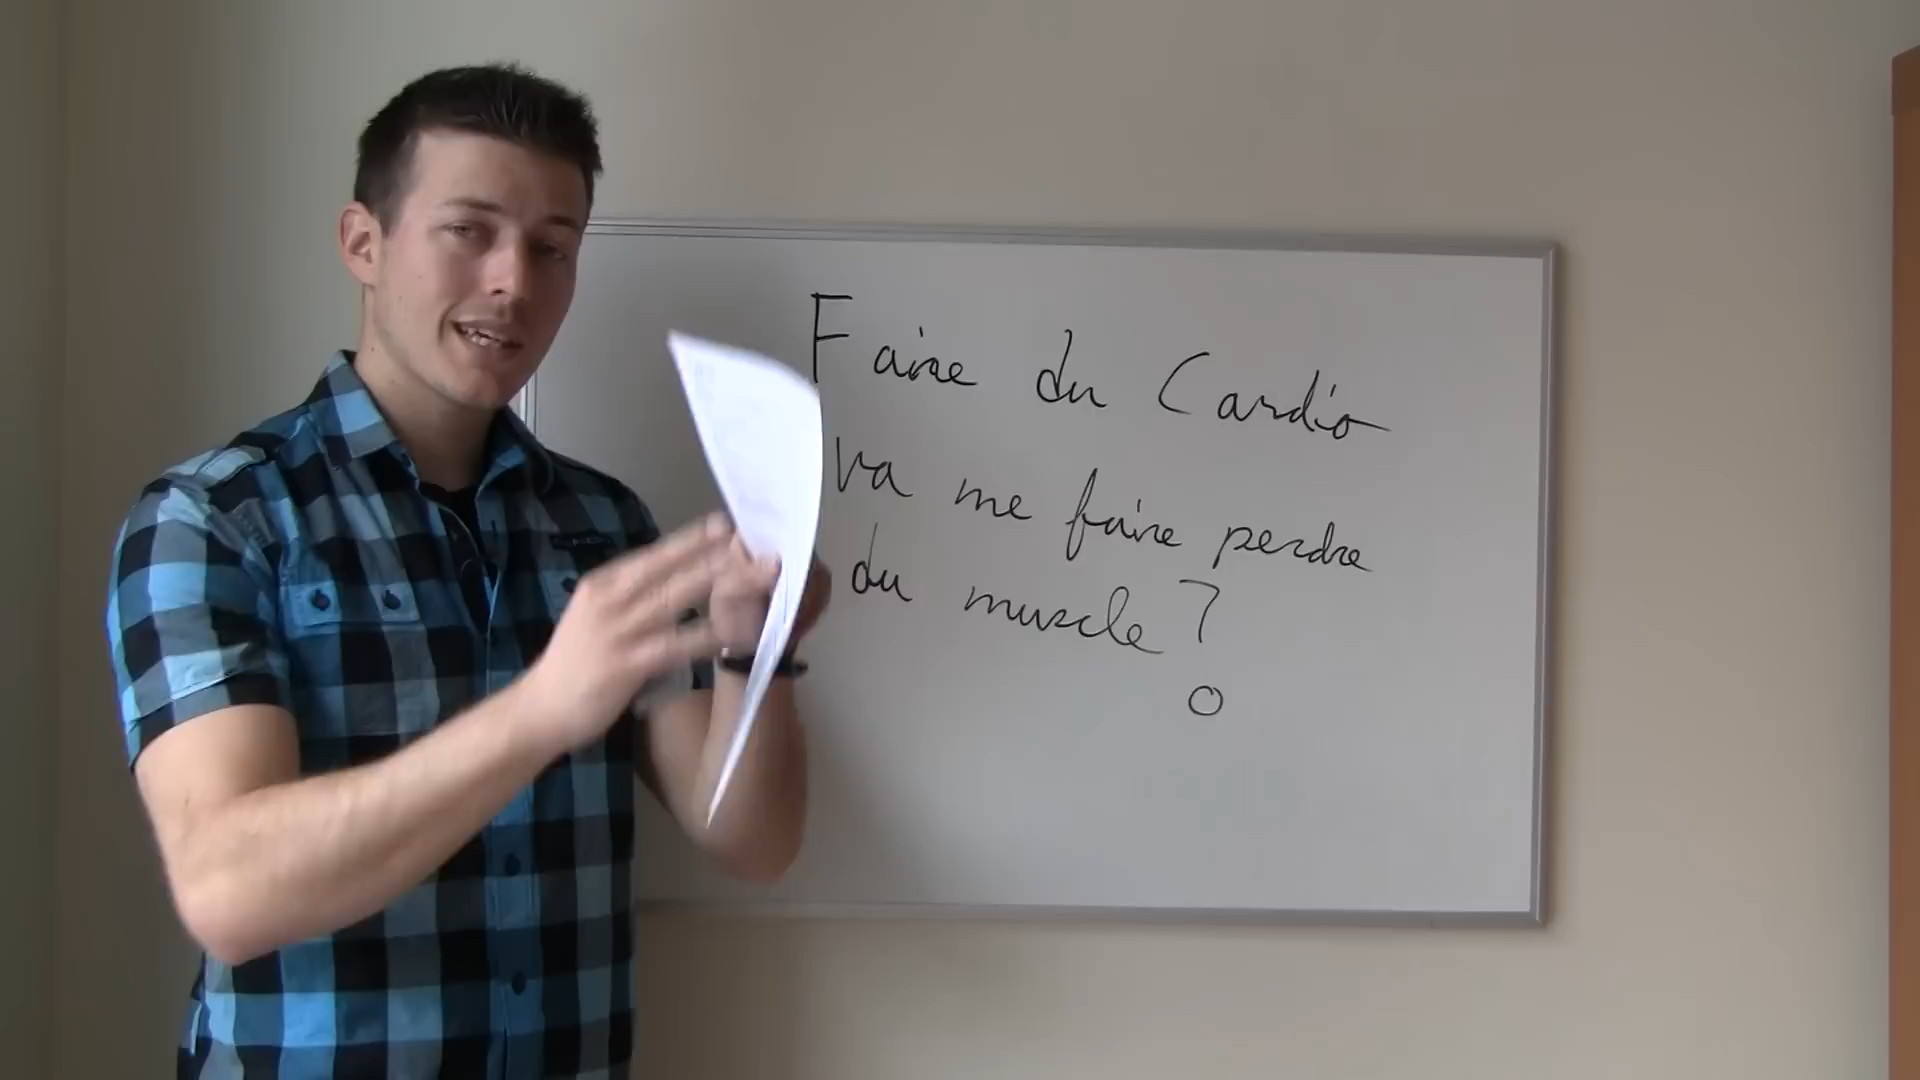 Faire du Cardio
va me faire perdre
du muscle ?